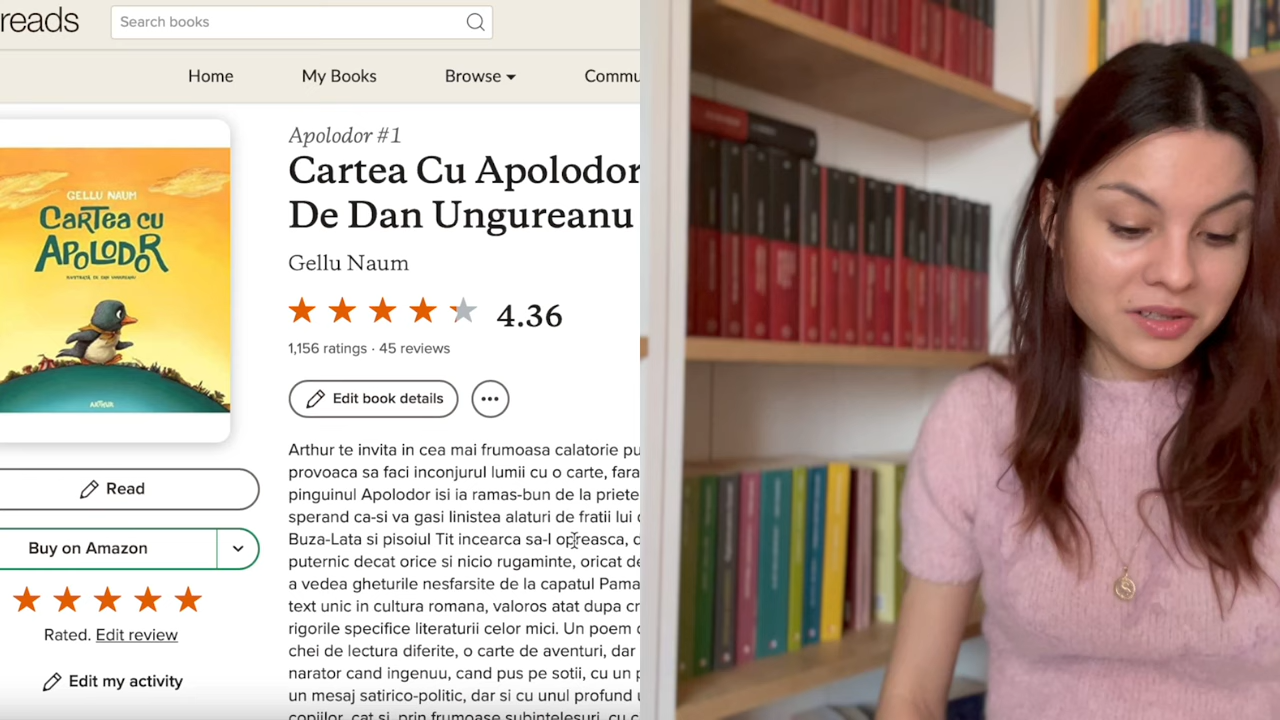 reads
Search books
Home
My Books
Browse
Commu
GELLU NAUM
CARTEA CU
APOLODOR
ARTHUR
Apolodor #1
Cartea Cu Apolodor
De Dan Ungureanu
Gellu Naum
4.36
1,156 ratings · 45 reviews
Edit book details
Read
Buy on Amazon
Rated. Edit review
Edit my activity
Arthur te invita in cea mai frumoasa calatorie pu
provoaca sa faci inconjurul lumii cu o carte, fara
pinguinul Apolodor isi ia ramas-bun de la priete
sperand ca-si va gasi linistea alaturi de fratii lui
Buza-Lata si pisoiul Tit incearca sa-l opreasca,
puternic decat orice si nicio rugaminte, oricat de
a vedea gheturile nesfarsite de la capatul Pama
text unic in cultura romana, valoros atat dupa cr
rigorile specifice literaturii celor mici. Un poem
chei de lectura diferite, o carte de aventuri, dar
narator cand ingenuu, cand pus pe sotii, cu un p
un mesaj satirico-politic, dar si cu unul profund
copiilor, cat si, prin frumoase subintelesuri, cu c